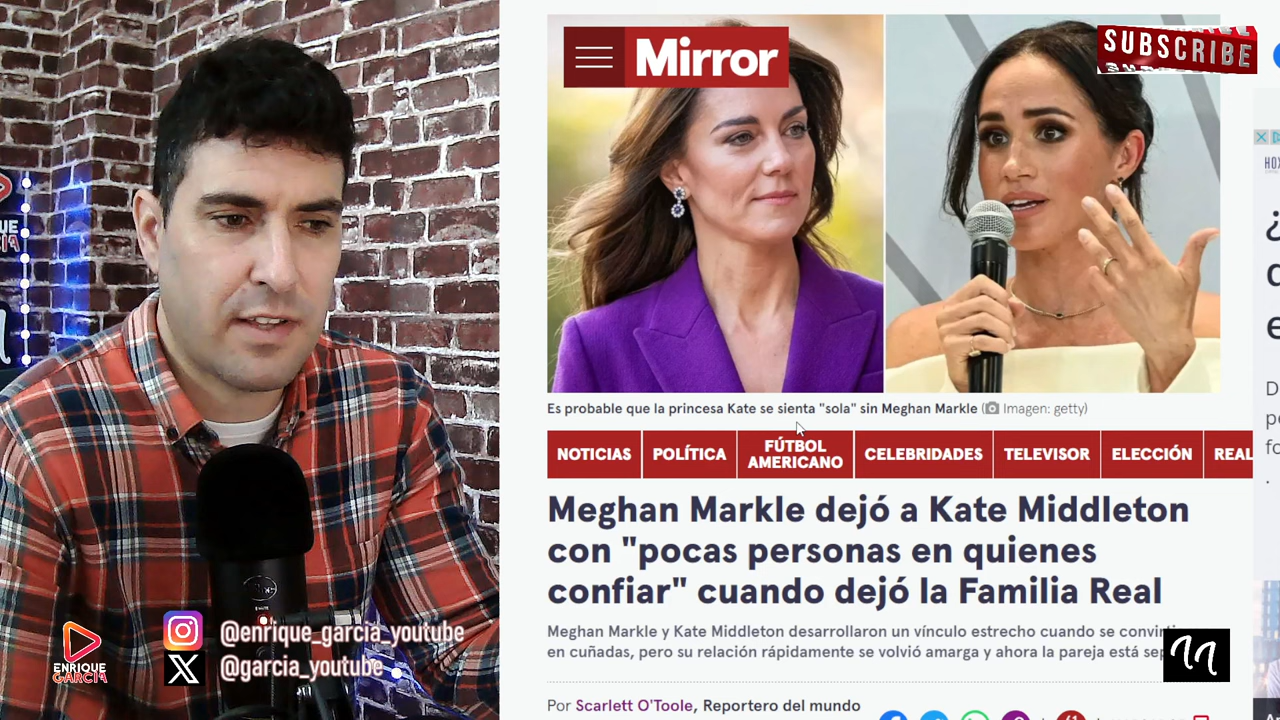 Mirror
SUBSCRIBE
Es probable que la princesa Kate se sienta "sola" sin Meghan Markle (Imagen: getty)
NOTICIAS
POLÍTICA
FÚTBOL
AMERICANO
CELEBRIDADES
TELEVISOR
ELECCIÓN
REAL
Meghan Markle dejó a Kate Middleton
con "pocas personas en quienes
confiar" cuando dejó la Familia Real
Meghan Markle y Kate Middleton desarrollaron un vínculo estrecho cuando se
en cuñadas, pero su relación rápidamente se volvió amarga y ahora la pareja está
Por Scarlett O'Toole, Reportero del mundo
@enrique_garcia_youtube
@garcia_youtube
ENRIQUE
GARCIA